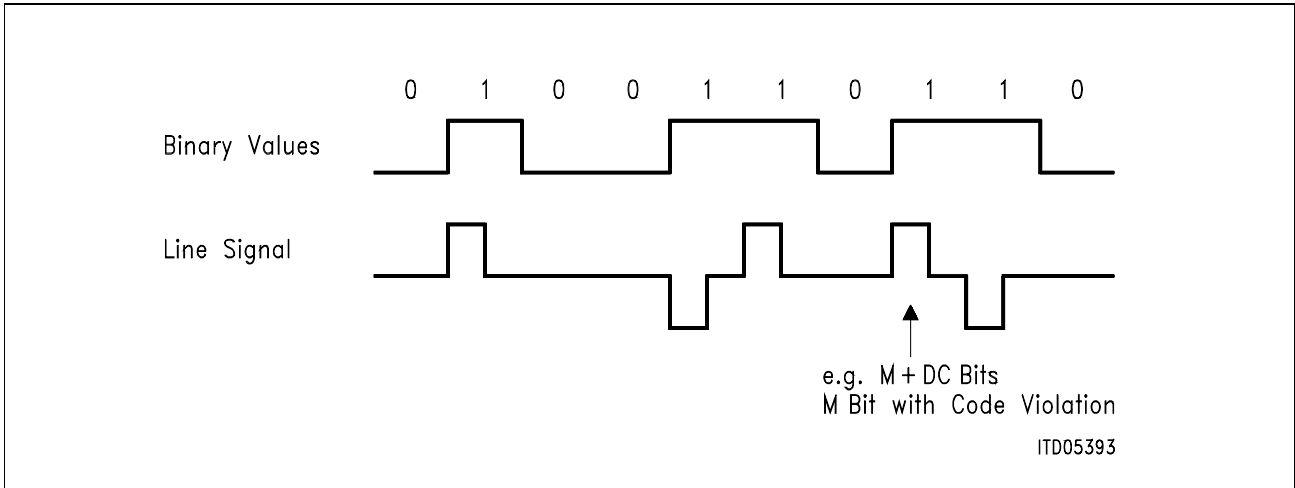 0 1 0 0 1 1 0 1 1 0
Binary Values
Line Signal
e.g. M + DC Bits
M Bit with Code Violation
ITD05393